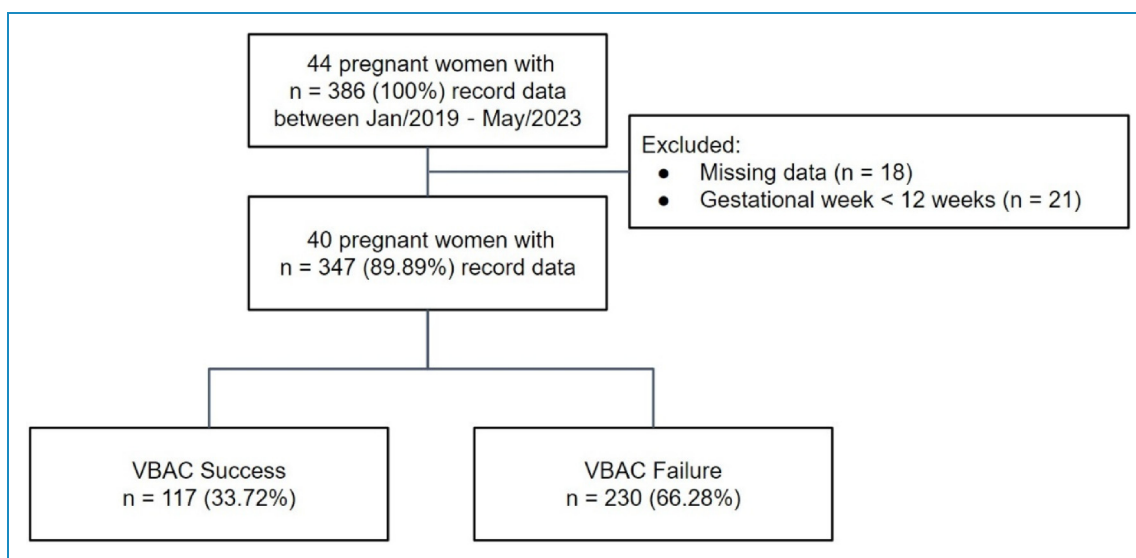 44 pregnant women with
n = 386 (100%) record data
between Jan/2019 - May/2023
Excluded:
● Missing data (n = 18)
● Gestational week < 12 weeks (n = 21)
40 pregnant women with
n = 347 (89.89%) record data
VBAC Success
n = 117 (33.72%)
VBAC Failure
n = 230 (66.28%)